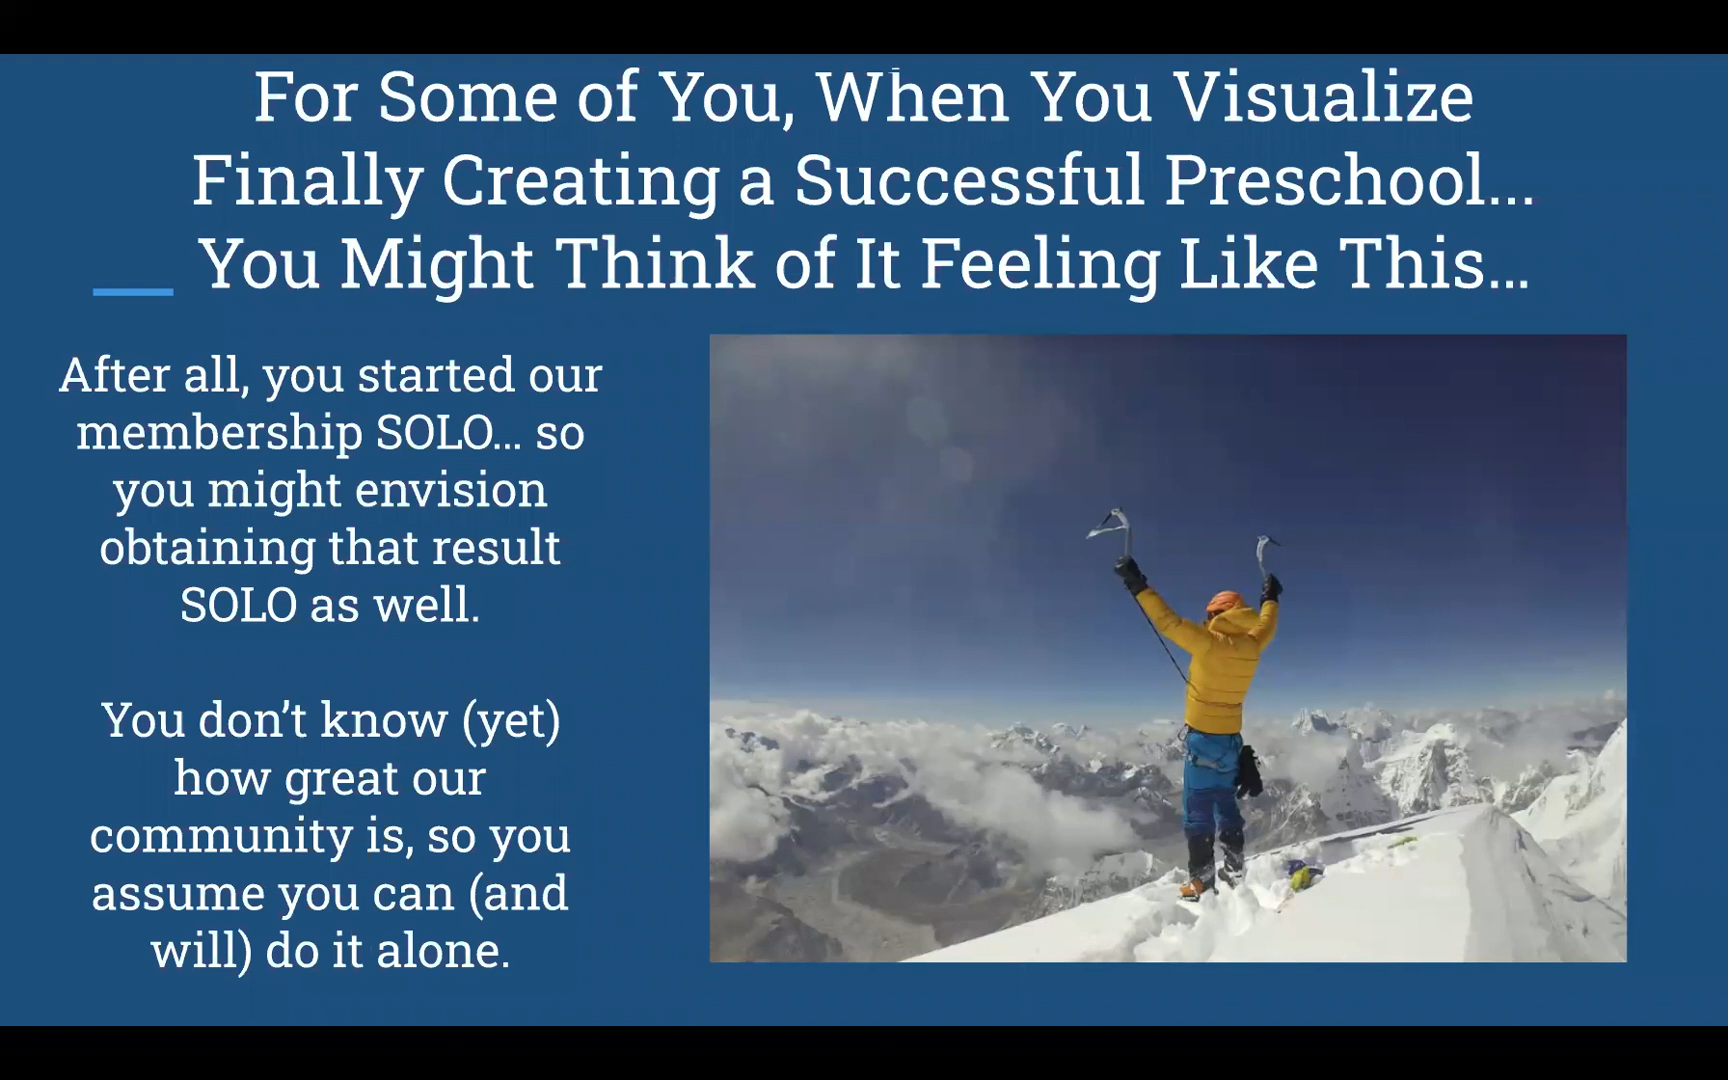 For Some of You, When You Visualize
Finally Creating a Successful Preschool...
You Might Think of It Feeling Like This...
After all, you started our
membership SOLO... so
you might envision
obtaining that result
SOLO as well.
You don’t know (yet)
how great our
community is, so you
assume you can (and
will) do it alone.